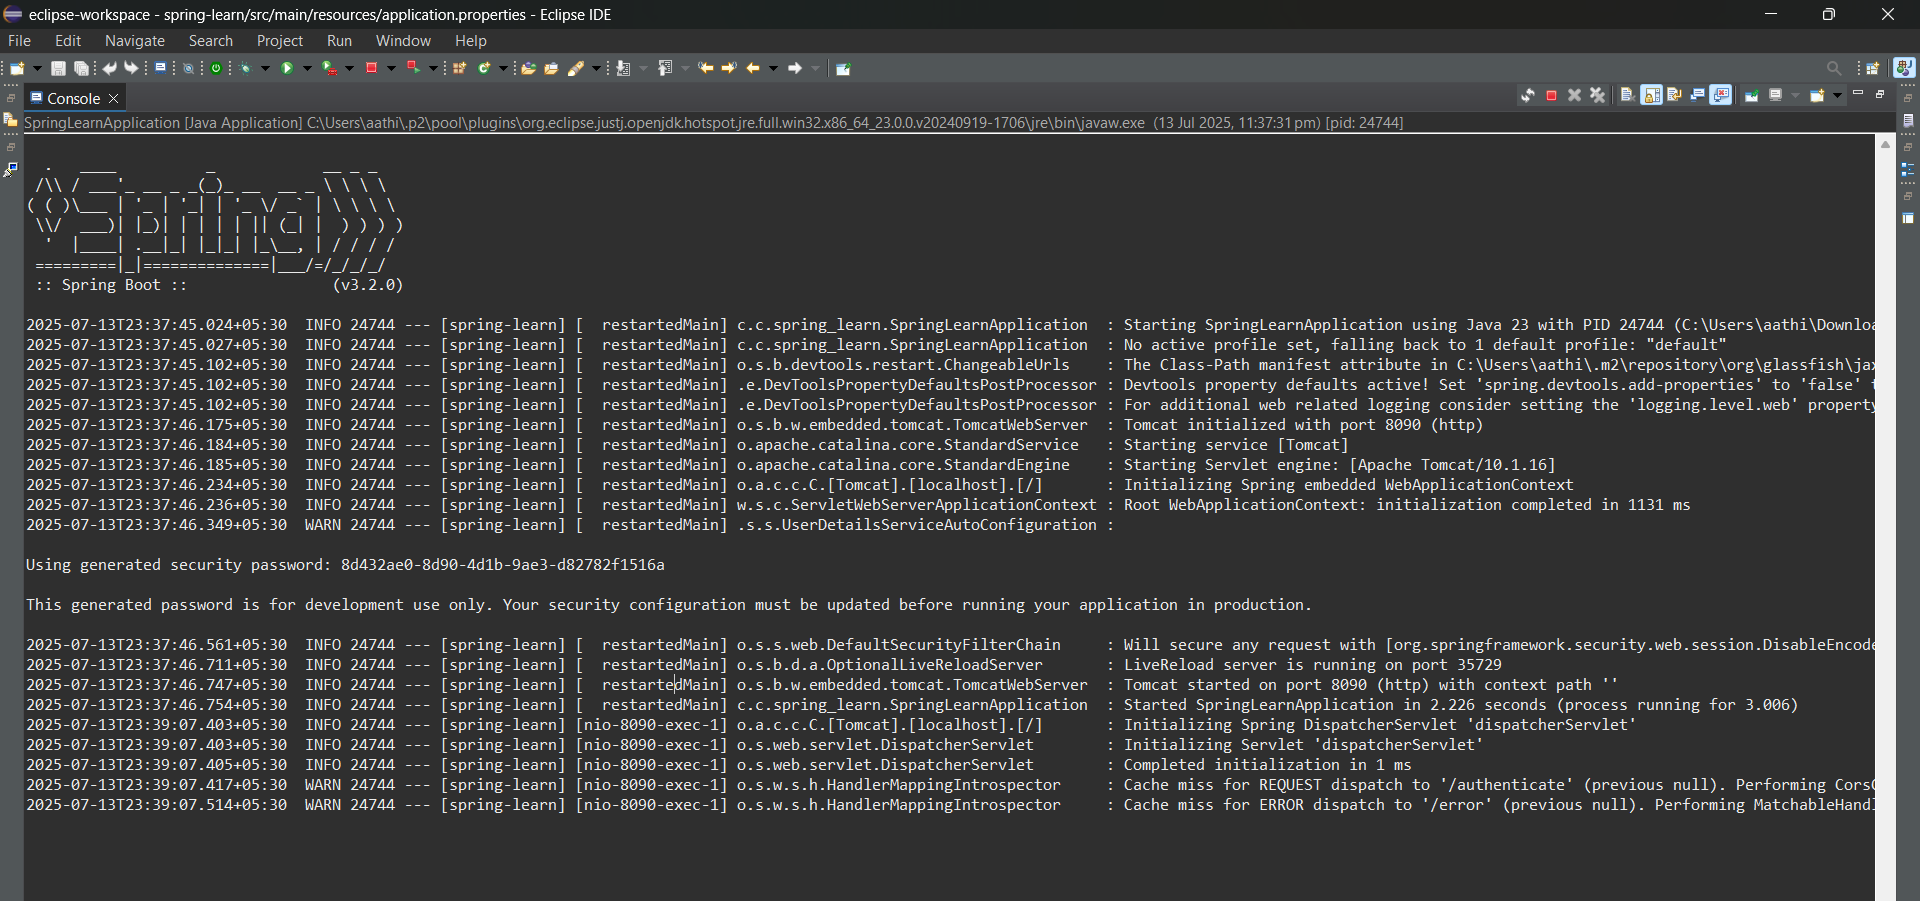 eclipse-workspace - spring-learn/src/main/resources/application.properties - Eclipse IDE
File Edit Navigate Search Project Run Window Help
Console
SpringLearnApplication [Java Application] C:\Users\aathi\.p2\pool\plugins\org.eclipse.justj.openjdk.hotspot.jre.full.win32.x86_64_23.0.0.v20240919-1706\jre\bin\javaw.exe (13 Jul 2025, 11:37:31 pm) [pid: 24744]
  .   ____          _            __ _ _
 /\\ / ___'_ __ _ _(_)_ __  __ _ \ \ \ \
( ( )\___ | '_ | '_| | '_ \/ _` | \ \ \ \
 \\/  ___)| |_)| | | | | || (_| |  ) ) ) )
  '  |____| .__|_| |_|_| |_\__, | / / / /
 =========|_|==============|___/=/_/_/_/
 :: Spring Boot ::                (v3.2.0)
2025-07-13T23:37:45.024+05:30  INFO 24744 --- [spring-learn] [  restartedMain] c.c.spring_learn.SpringLearnApplication  : Starting SpringLearnApplication using Java 23 with PID 24744 (C:\Users\aathi\Downloa
2025-07-13T23:37:45.027+05:30  INFO 24744 --- [spring-learn] [  restartedMain] c.c.spring_learn.SpringLearnApplication  : No active profile set, falling back to 1 default profile: "default"
2025-07-13T23:37:45.102+05:30  INFO 24744 --- [spring-learn] [  restartedMain] o.s.b.devtools.restart.ChangeableUrls    : The Class-Path manifest attribute in C:\Users\aathi\.m2\repository\org\glassfish\jax
2025-07-13T23:37:45.102+05:30  INFO 24744 --- [spring-learn] [  restartedMain] .e.DevToolsPropertyDefaultsPostProcessor : Devtools property defaults active! Set 'spring.devtools.add-properties' to 'false'
2025-07-13T23:37:45.102+05:30  INFO 24744 --- [spring-learn] [  restartedMain] .e.DevToolsPropertyDefaultsPostProcessor : For additional web related logging consider setting the 'logging.level.web' property
2025-07-13T23:37:46.175+05:30  INFO 24744 --- [spring-learn] [  restartedMain] o.s.b.w.embedded.tomcat.TomcatWebServer  : Tomcat initialized with port 8090 (http)
2025-07-13T23:37:46.184+05:30  INFO 24744 --- [spring-learn] [  restartedMain] o.apache.catalina.core.StandardService   : Starting service [Tomcat]
2025-07-13T23:37:46.185+05:30  INFO 24744 --- [spring-learn] [  restartedMain] o.apache.catalina.core.StandardEngine    : Starting Servlet engine: [Apache Tomcat/10.1.16]
2025-07-13T23:37:46.234+05:30  INFO 24744 --- [spring-learn] [  restartedMain] o.a.c.c.C.[Tomcat].[localhost].[/]       : Initializing Spring embedded WebApplicationContext
2025-07-13T23:37:46.236+05:30  INFO 24744 --- [spring-learn] [  restartedMain] w.s.c.ServletWebServerApplicationContext : Root WebApplicationContext: initialization completed in 1131 ms
2025-07-13T23:37:46.349+05:30  WARN 24744 --- [spring-learn] [  restartedMain] .s.s.UserDetailsServiceAutoConfiguration :
Using generated security password: 8d432ae0-8d90-4d1b-9ae3-d82782f1516a
This generated password is for development use only. Your security configuration must be updated before running your application in production.
2025-07-13T23:37:46.561+05:30  INFO 24744 --- [spring-learn] [  restartedMain] o.s.s.web.DefaultSecurityFilterChain     : Will secure any request with [org.springframework.security.web.session.DisableEncode
2025-07-13T23:37:46.711+05:30  INFO 24744 --- [spring-learn] [  restartedMain] o.s.b.d.a.OptionalLiveReloadServer       : LiveReload server is running on port 35729
2025-07-13T23:37:46.747+05:30  INFO 24744 --- [spring-learn] [  restartedMain] o.s.b.w.embedded.tomcat.TomcatWebServer  : Tomcat started on port 8090 (http) with context path ''
2025-07-13T23:37:46.754+05:30  INFO 24744 --- [spring-learn] [  restartedMain] c.c.spring_learn.SpringLearnApplication  : Started SpringLearnApplication in 2.226 seconds (process running for 3.006)
2025-07-13T23:39:07.403+05:30  INFO 24744 --- [spring-learn] [nio-8090-exec-1] o.a.c.c.C.[Tomcat].[localhost].[/]       : Initializing Spring DispatcherServlet 'dispatcherServlet'
2025-07-13T23:39:07.403+05:30  INFO 24744 --- [spring-learn] [nio-8090-exec-1] o.s.web.servlet.DispatcherServlet        : Initializing Servlet 'dispatcherServlet'
2025-07-13T23:39:07.405+05:30  INFO 24744 --- [spring-learn] [nio-8090-exec-1] o.s.web.servlet.DispatcherServlet        : Completed initialization in 1 ms
2025-07-13T23:39:07.417+05:30  WARN 24744 --- [spring-learn] [nio-8090-exec-1] o.s.w.s.h.HandlerMappingIntrospector     : Cache miss for REQUEST dispatch to '/authenticate' (previous null). Performing Cors
2025-07-13T23:39:07.514+05:30  WARN 24744 --- [spring-learn] [nio-8090-exec-1] o.s.w.s.h.HandlerMappingIntrospector     : Cache miss for ERROR dispatch to '/error' (previous null). Performing MatchableHandl